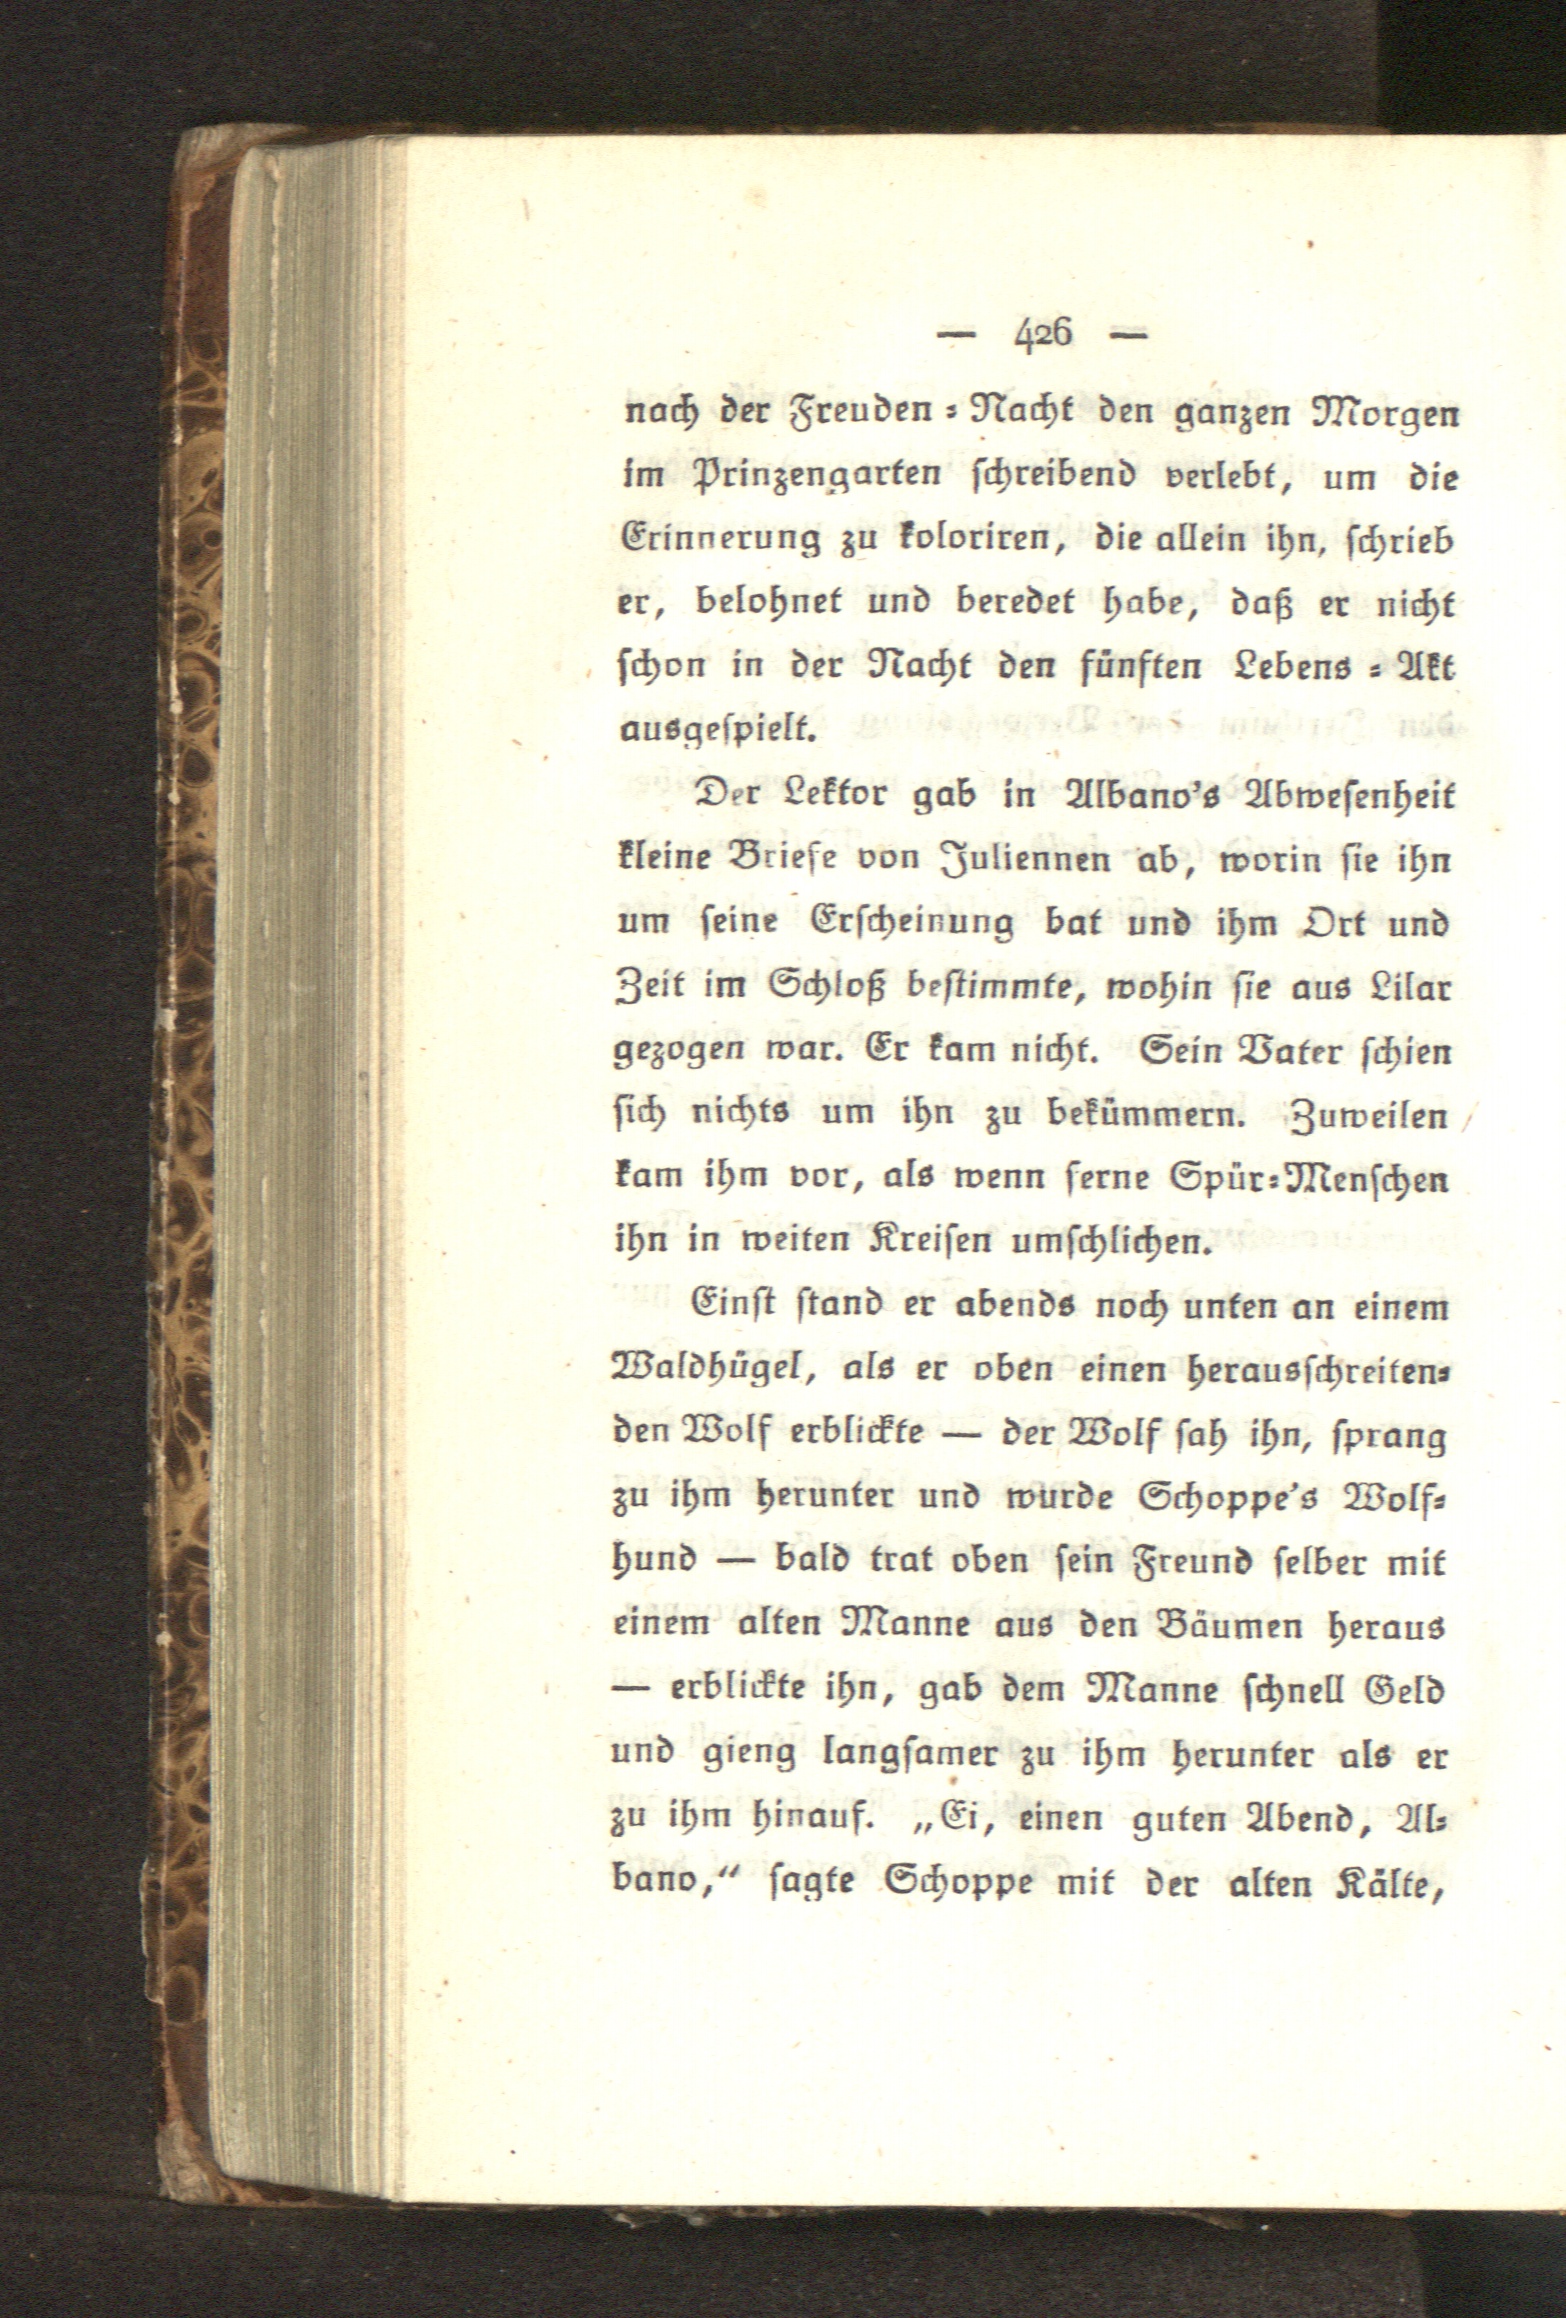 — 426 —
nach der Freuden⸗Nacht den ganzen Morgen
im Prinzengarten ſchreibend verlebt, um die
Erinnerung zu koloriren, die allein ihn, ſchrieb
er, belohnet und beredet habe, daß er nicht
ſchon in der Nacht den fünften Lebens⸗Akt
ausgeſpielt.
Der Lektor gab in Albano's Abweſenheit
kleine Briefe von Juliennen ab, worin ſie ihn
um ſeine Erſcheinung bat und ihm Ort und
Zeit im Schloß beſtimmte, wohin ſie aus Lilar
gezogen war. Er kam nicht. Sein Vater ſchien
ſich nichts um ihn zu bekümmern. Zuweilen
kam ihm vor, als wenn ferne Spür⸗Menſchen
ihn in weiten Kreiſen umſchlichen.
Einſt ſtand er abends noch unten an einem
Waldhügel, als er oben einen herausſchreiten⸗
den Wolf erblickte — der Wolf ſah ihn, ſprang
zu ihm herunter und wurde Schoppe's Wolf⸗
hund — bald trat oben ſein Freund ſelber mit
einem alten Manne aus den Bäumen heraus
— erblickte ihn, gab dem Manne ſchnell Geld
und gieng langſamer zu ihm herunter als er
zu ihm hinauf. „Ei, einen guten Abend, Al⸗
bano,“ ſagte Schoppe mit der alten Kälte,